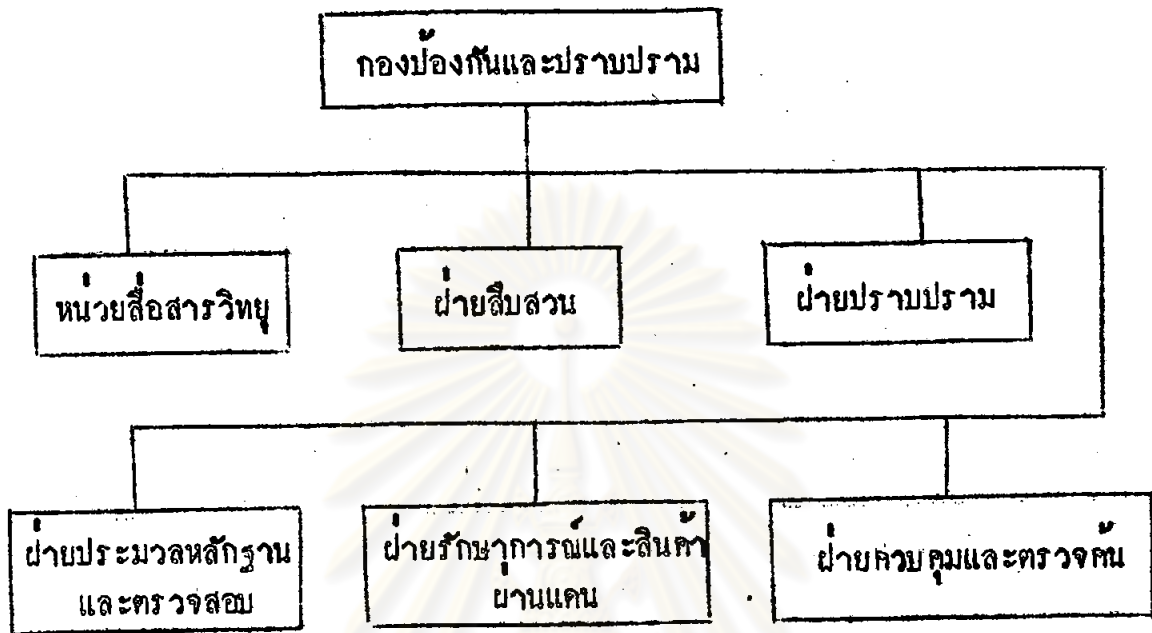 กองป้องกันและปราบปราม
หน่วยสื่อสารวิทยุ
ฝ่ายสืบสวน
ฝ่ายปราบปราม
ฝ่ายประมวลหลักฐาน
และตรวจสอบ
ฝ่ายรักษาการณ์และสินค้า
ผ่านแดน
ฝ่ายควบคุมและตรวจค้น